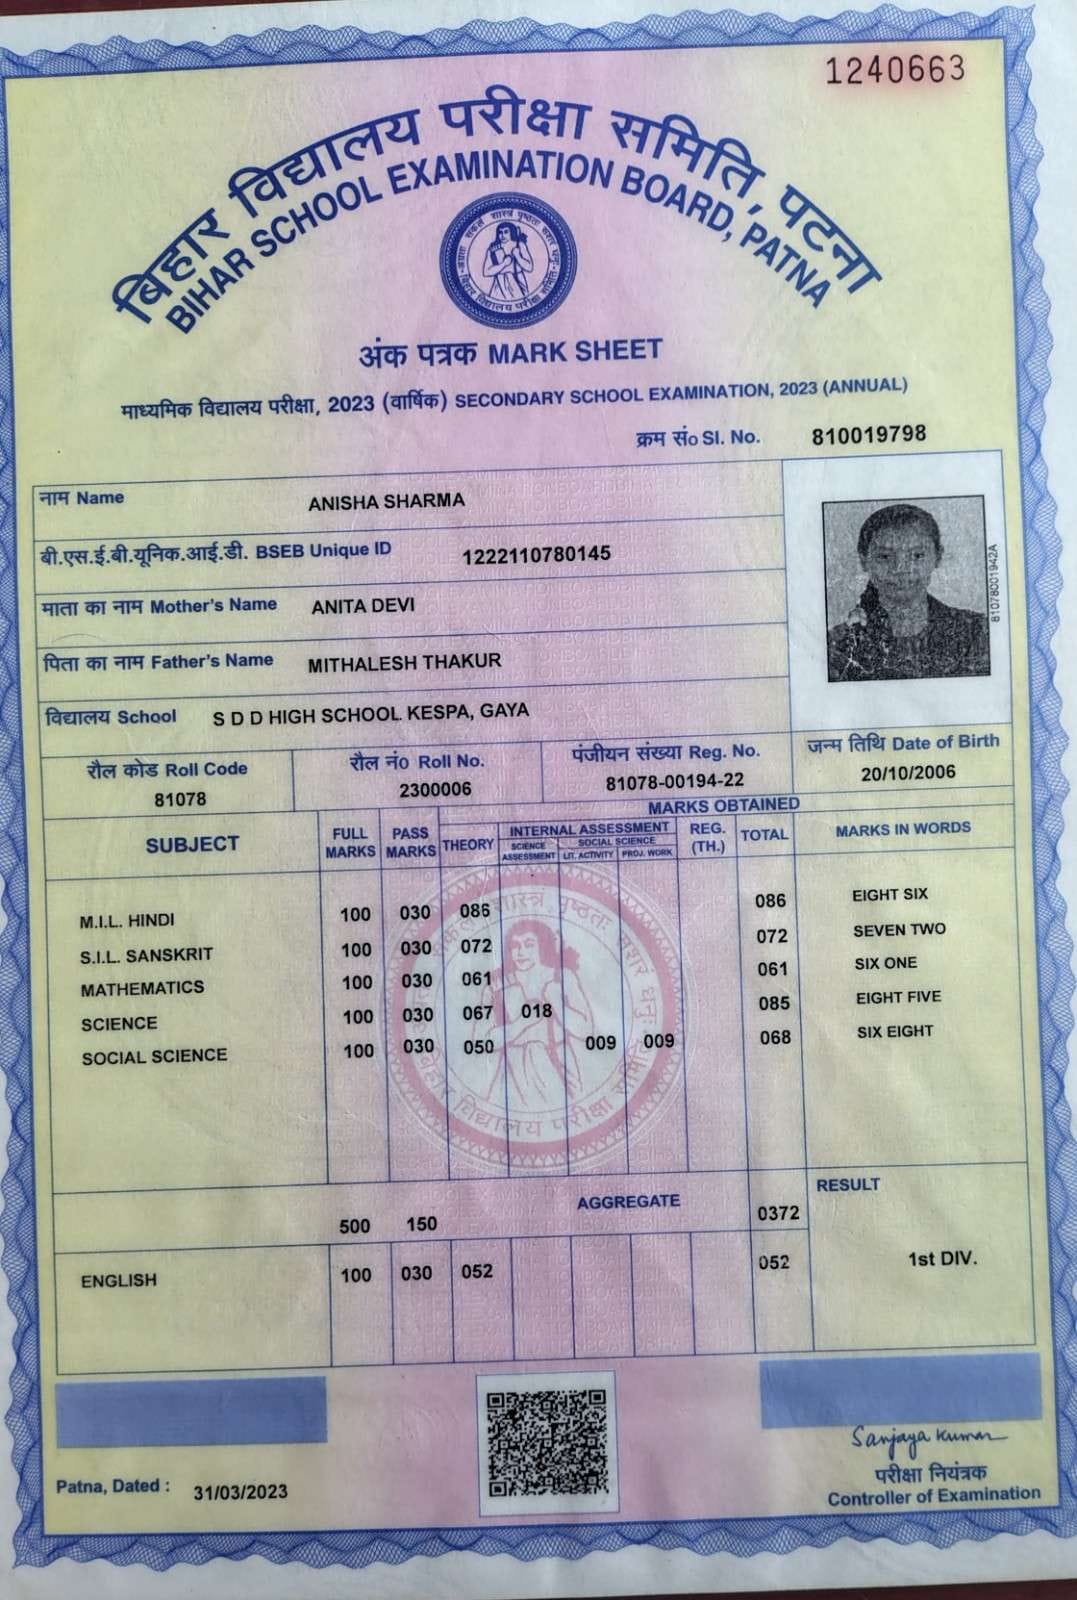 1240663
बिहार विद्यालय परीक्षा समिति, पटना
BIHAR SCHOOL EXAMINATION BOARD, PATNA
अंक पत्रक MARK SHEET
माध्यमिक विद्यालय परीक्षा, 2023 (वार्षिक) SECONDARY SCHOOL EXAMINATION, 2023 (ANNUAL)
क्रम सं० Sl. No. 810019798
नाम Name ANISHA SHARMA
बी.एस.ई.बी.यूनिक.आई.डी. BSEB Unique ID 1222110780145
माता का नाम Mother's Name ANITA DEVI
पिता का नाम Father's Name MITHALESH THAKUR
विद्यालय School S D D HIGH SCHOOL KESPA, GAYA
81078001942A
रौल कोड Roll Code रौल नं० Roll No. पंजीयन संख्या Reg. No. जन्म तिथि Date of Birth
81078 2300006 81078-00194-22 20/10/2006
MARKS OBTAINED
SUBJECT FULL MARKS PASS MARKS THEORY INTERNAL ASSESSMENT REG. (TH.) TOTAL MARKS IN WORDS
SCIENCE ASSESSMENT SOCIAL SCIENCE
LIT. ACTIVITY PROJ. WORK
M.I.L. HINDI 100 030 086 086 EIGHT SIX
S.I.L. SANSKRIT 100 030 072 072 SEVEN TWO
MATHEMATICS 100 030 061 061 SIX ONE
SCIENCE 100 030 067 018 085 EIGHT FIVE
SOCIAL SCIENCE 100 030 050 009 009 068 SIX EIGHT
बिहार विद्यालय परीक्षा समिति
500 150 AGGREGATE 0372 RESULT
ENGLISH 100 030 052 052 1st DIV.
Sanjaya Kumar
परीक्षा नियंत्रक
Patna, Dated : 31/03/2023 Controller of Examination